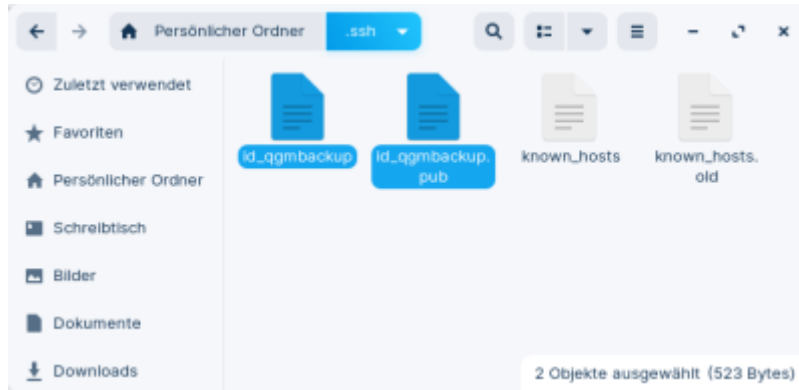 Persönlicher Ordner
.ssh
Zuletzt verwendet
Favoriten
Persönlicher Ordner
Schreibtisch
Bilder
Dokumente
Downloads
id_qgmbackup
id_qgmbackup.
pub
known_hosts
known_hosts.
old
2 Objekte ausgewählt (523 Bytes)